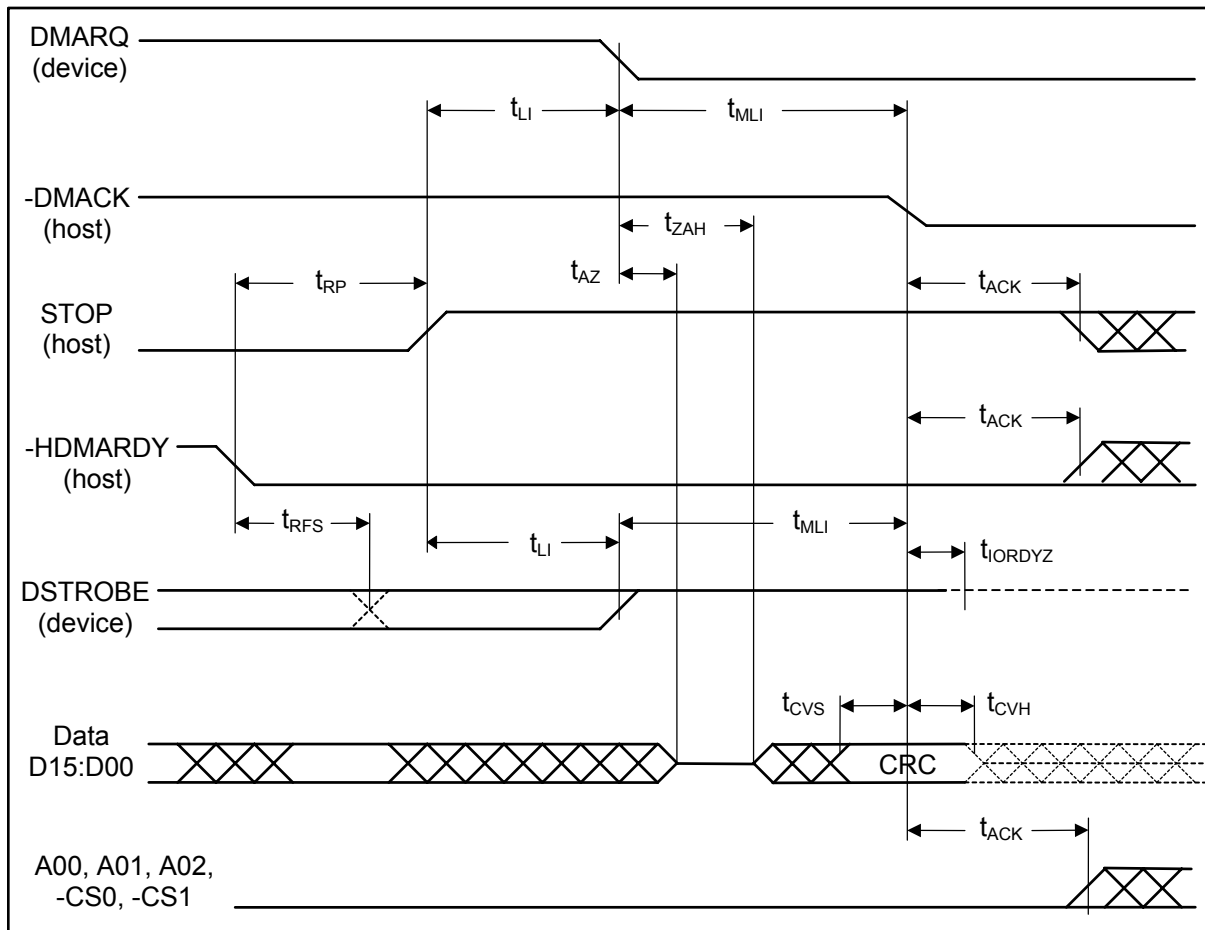 DMARQ
(device)
tLI
tMLI
-DMACK
(host)
tZAH
tAZ
tRP
tACK
STOP
(host)
tACK
-HDMARDY
(host)
tRFS
tMLI
tLI
tIORDYZ
DSTROBE
(device)
tCVS
tCVH
Data
D15:D00
CRC
tACK
A00, A01, A02,
-CS0, -CS1